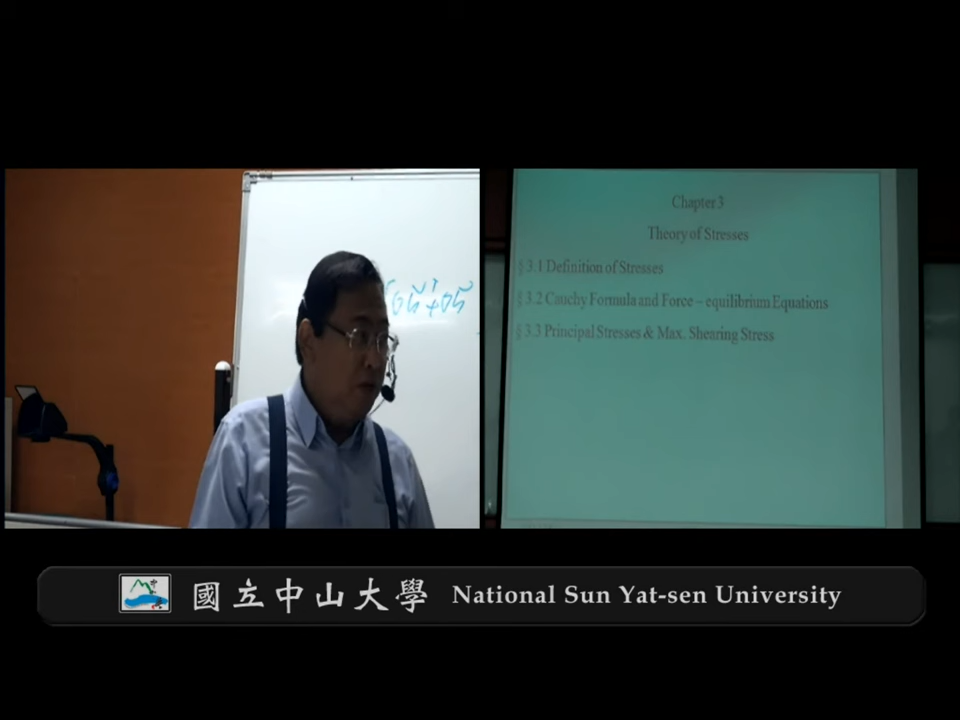 Chapter 3
Theory of Stresses
§ 3.1 Definition of Stresses
§ 3.2 Cauchy Formula and Force – equilibrium Equations
§ 3.3 Principal Stresses & Max. Shearing Stress
國立中山大學 National Sun Yat-sen University